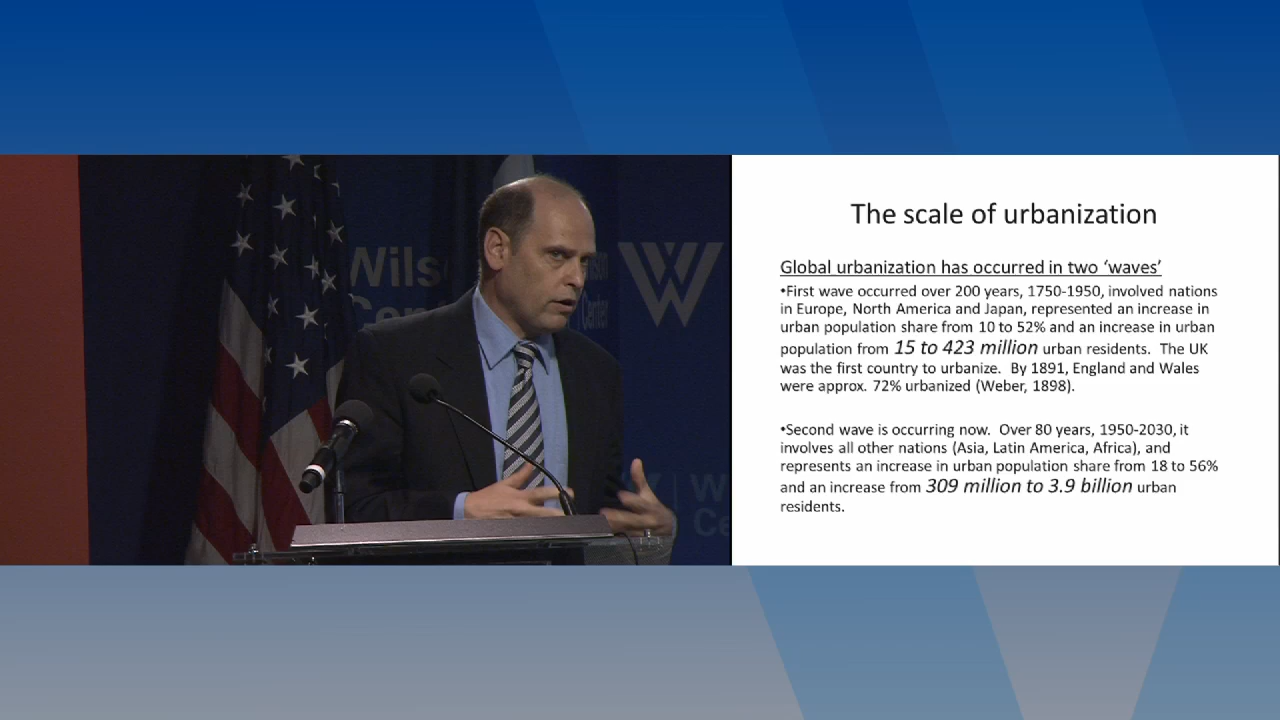 Wils
Center
W
nson
Center
W
Ce
The scale of urbanization
Global urbanization has occurred in two ‘waves’
•First wave occurred over 200 years, 1750-1950, involved nations
in Europe, North America and Japan, represented an increase in
urban population share from 10 to 52% and an increase in urban
population from 15 to 423 million urban residents.  The UK
was the first country to urbanize.  By 1891, England and Wales
were approx. 72% urbanized (Weber, 1898).
•Second wave is occurring now.  Over 80 years, 1950-2030, it
involves all other nations (Asia, Latin America, Africa), and
represents an increase in urban population share from 18 to 56%
and an increase from 309 million to 3.9 billion urban
residents.